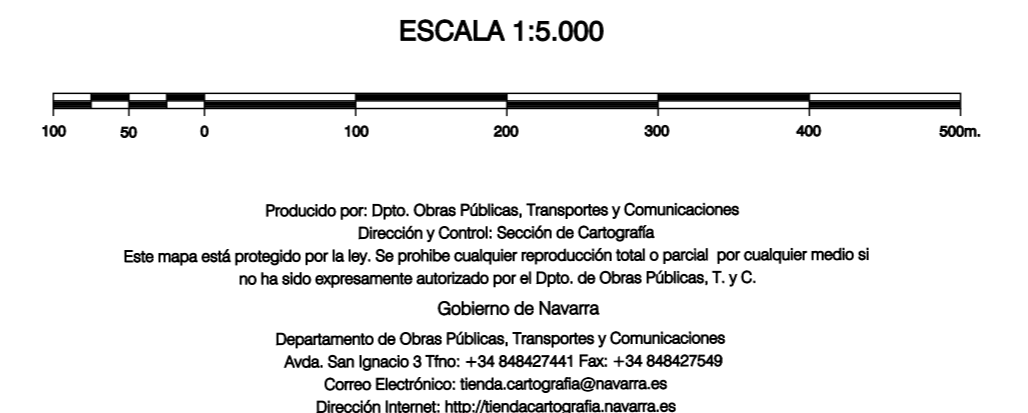 ESCALA 1:5.000
100 50 0 100 200 300 400 500m.
Producido por: Dpto. Obras Públicas, Transportes y Comunicaciones
Dirección y Control: Sección de Cartografía
Este mapa está protegido por la ley. Se prohibe cualquier reproducción total o parcial por cualquier medio si
no ha sido expresamente autorizado por el Dpto. de Obras Públicas, T. y C.
Gobierno de Navarra
Departamento de Obras Públicas, Transportes y Comunicaciones
Avda. San Ignacio 3 Tfno: +34 848427441 Fax: +34 848427549
Correo Electrónico: tienda.cartografia@navarra.es
Dirección Internet: http://tiendacartografia.navarra.es